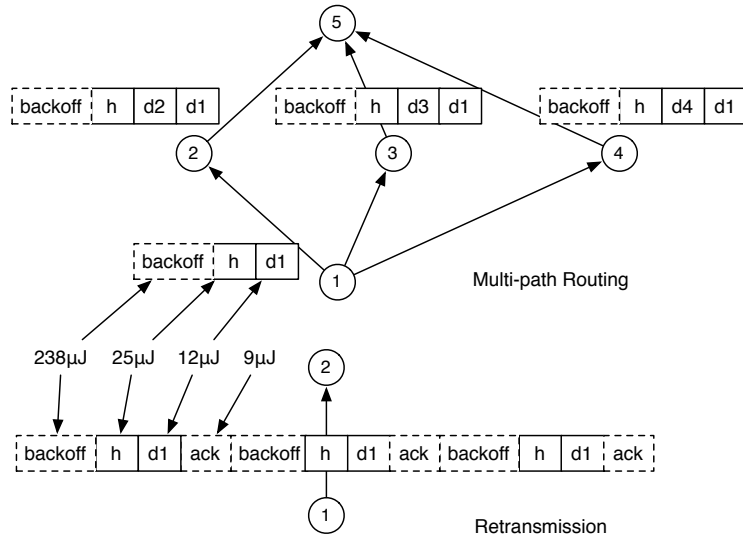 5
backoff h d2 d1 backoff h d3 d1 backoff h d4 d1
2 3 4
backoff h d1 1 Multi-path Routing
238μJ 25μJ 12μJ 9μJ 2
backoff h d1 ack backoff h d1 ack backoff h d1 ack
1 Retransmission